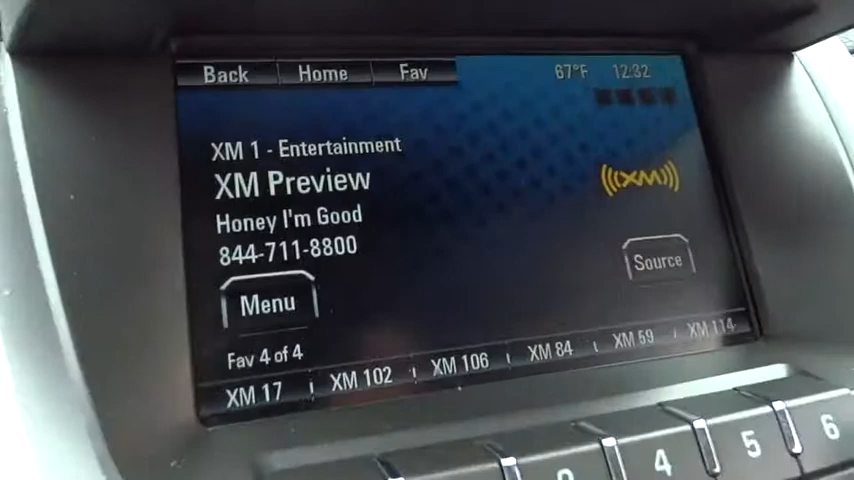 Back Home Fav 67°F 12:32
XM 1 - Entertainment
XM Preview
Honey I'm Good
844-711-8800
((XM))
Menu
Source
Fav 4 of 4
XM 17 XM 102 XM 106 XM 84 XM 59 XM 114
4 5 6